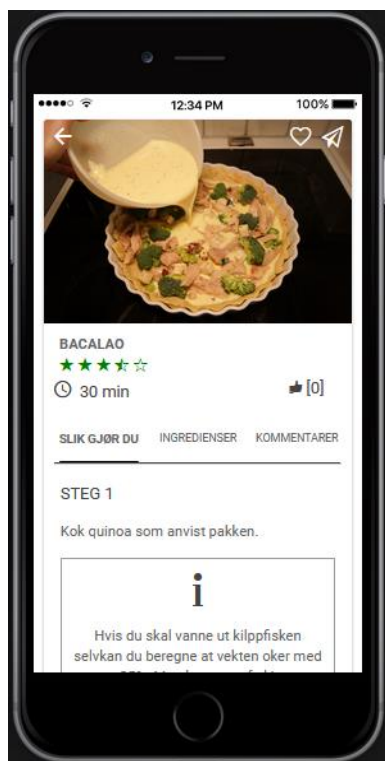 12:34 PM 100%
BACALAO
30 min [0]
SLIK GJØR DU INGREDIENSER KOMMENTARER
STEG 1
Kok quinoa som anvist pakken.
i
Hvis du skal vanne ut kilppfisken
selvkan du beregne at vekten oker med